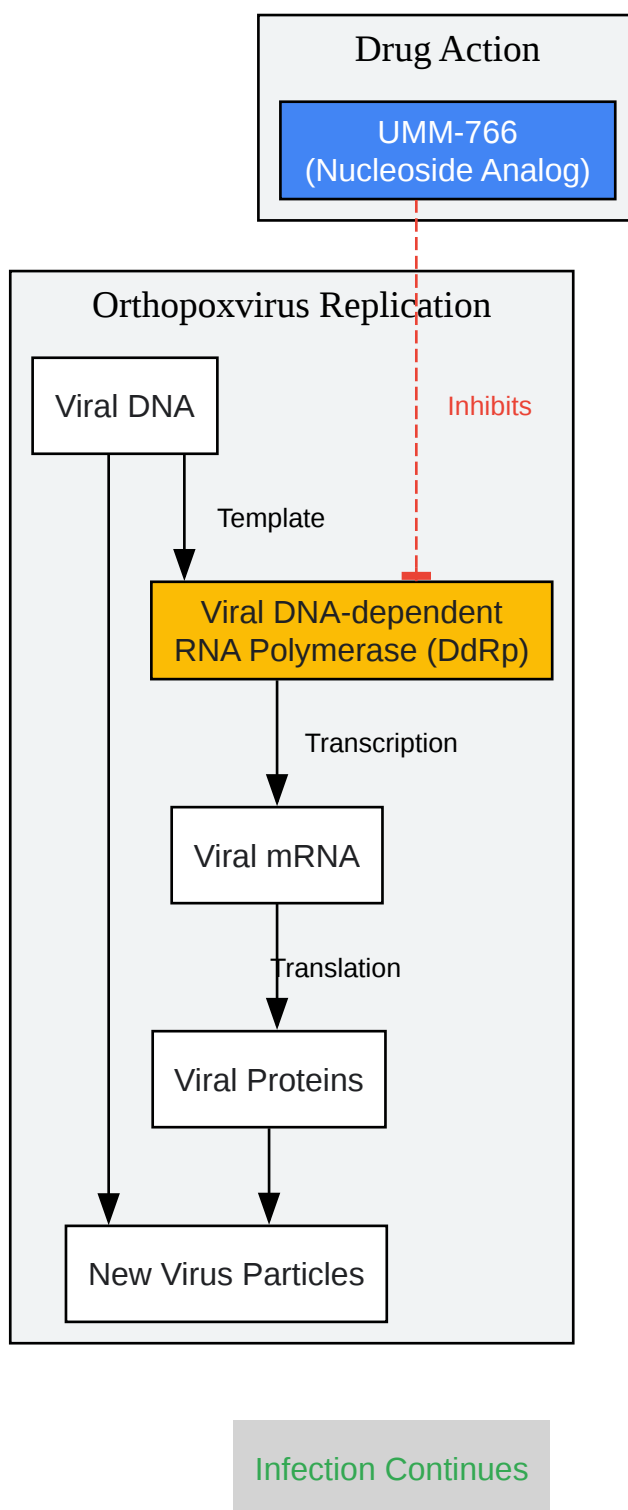 Drug Action
UMM-766
(Nucleoside Analog)
Orthopoxvirus Replication
Viral DNA
Inhibits
Template
Viral DNA-dependent
RNA Polymerase (DdRp)
Transcription
Viral mRNA
Translation
Viral Proteins
New Virus Particles
Infection Continues